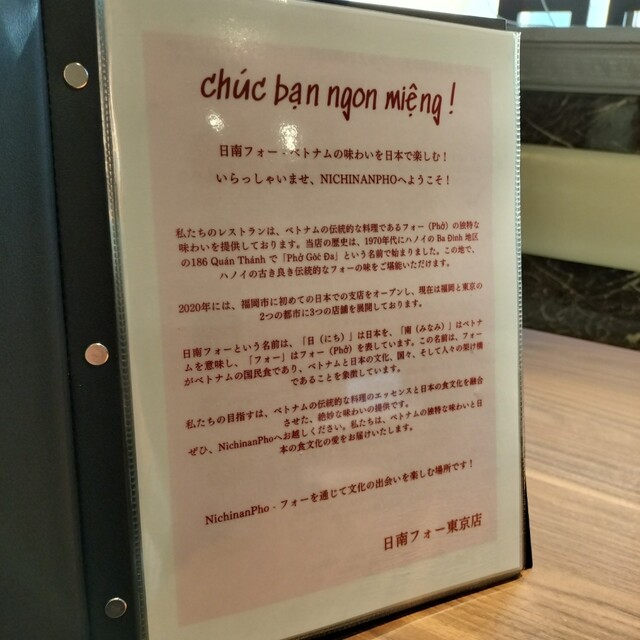 chúc bạn ngon miệng!
日南フォー - ベトナムの味わいを日本で楽しむ!
いらっしゃいませ、NICHINANPHOへようこそ!
私たちのレストランは、ベトナムの伝統的な料理であるフォー (Phở) の独特な
味わいを提供しております。当店の歴史は、1970年代にハノイの Ba Đình 地区
の186 Quán Thánh で「Phở Gốc Đa」という名前で始まりました。この地で、
ハノイの古き良き伝統的なフォーの味をご堪能いただけます。
2020年には、福岡市に初めての日本での支店をオープンし、現在は福岡と東京の
2つの都市に3つの店舗を展開しております。
日南フォーという名前は、「日 (にち) 」は日本を、「南 (みなみ) 」はベトナ
ムを意味し、「フォー」はフォー (Phở) を表しています。この名前は、フォー
がベトナムの国民食であり、ベトナムと日本の文化、国々、そして人々の架け橋
であることを象徴しています。
私たちの目指すは、ベトナムの伝統的な料理のエッセンスと日本の食文化を融合
させた、絶妙な味わいの提供です。
ぜひ、NichinanPhoへお越しください。私たちは、ベトナムの独特な味わいと日
本の食文化の愛をお届けいたします。
NichinanPho - フォーを通じて文化の出会いを楽しむ場所です!
日南フォー東京店